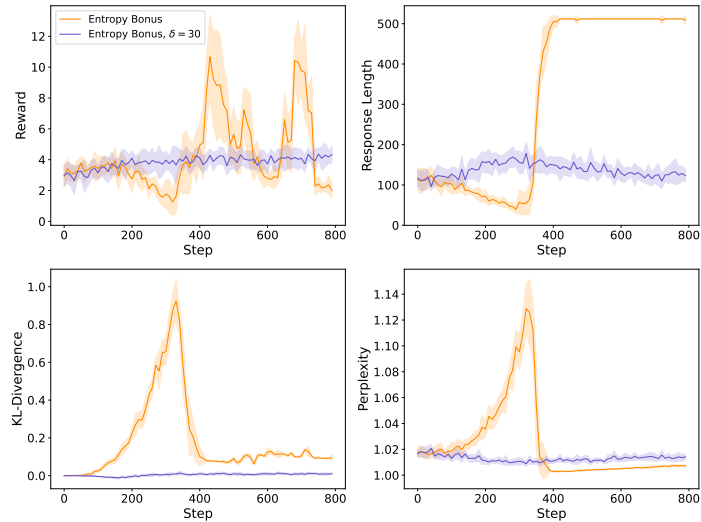 Entropy Bonus
Entropy Bonus, δ = 30
Reward
12
10
8
6
4
2
0
0 200 400 600 800
Step
Response Length
500
400
300
200
100
0
0 200 400 600 800
Step
KL-Divergence
1.0
0.8
0.6
0.4
0.2
0.0
0 200 400 600 800
Step
Perplexity
1.14
1.12
1.10
1.08
1.06
1.04
1.02
1.00
0 200 400 600 800
Step